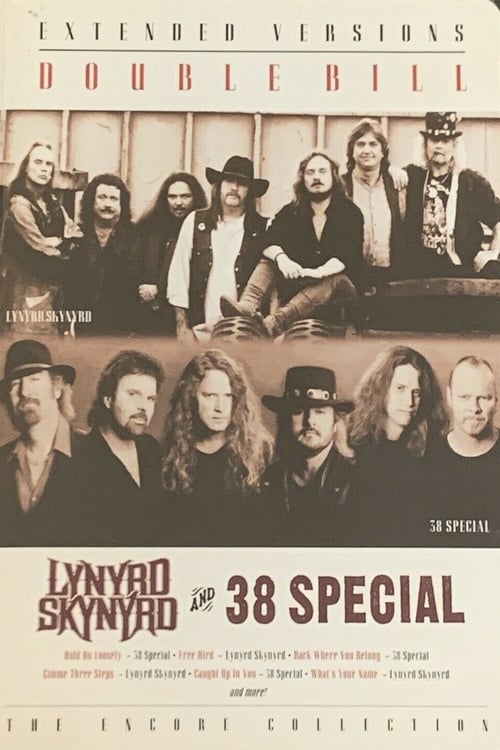 EXTENDED VERSIONS
DOUBLE BILL
LYNYRD SKYNYRD
38 SPECIAL
LYNYRD SKYNYRD AND 38 SPECIAL
Hold On Loosely – 38 Special • Free Bird – Lynyrd Skynyrd • Back Where You Belong – 38 Special
Gimme Three Steps – Lynyrd Skynyrd • Caught Up In You – 38 Special • What's Your Name – Lynyrd Skynyrd
and more!
THE ENCORE COLLECTION